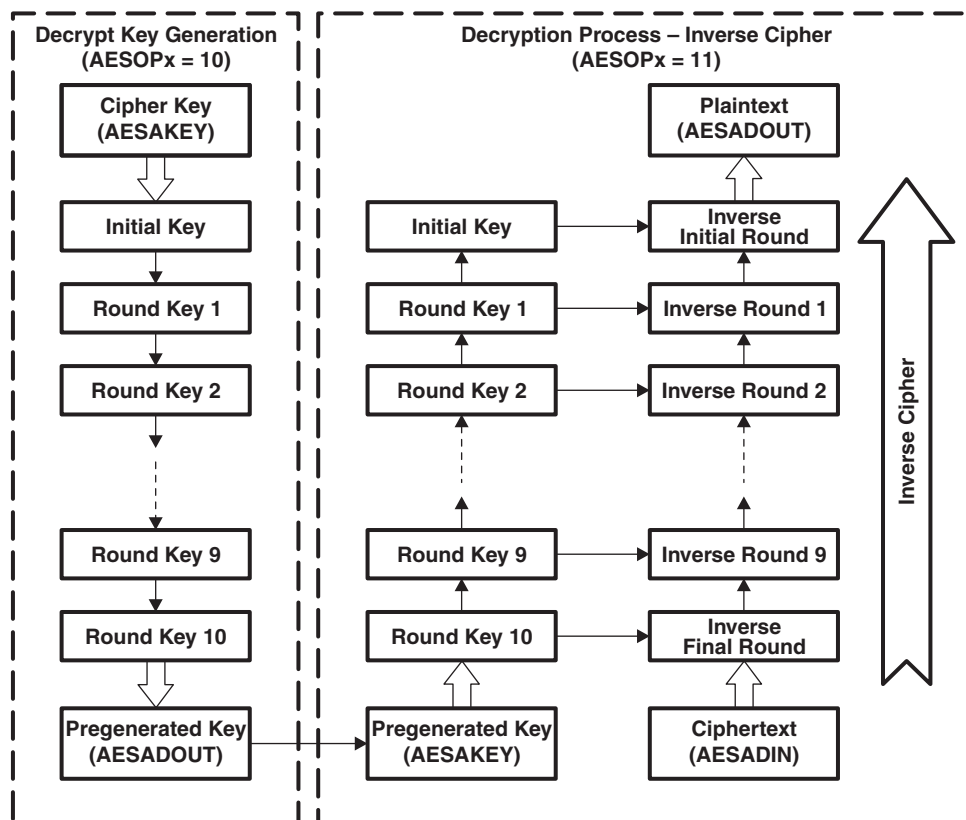 Decrypt Key Generation
(AESOPx = 10)
Cipher Key
(AESAKEY)
Initial Key
Round Key 1
Round Key 2
Round Key 9
Round Key 10
Pregenerated Key
(AESADOUT)
Decryption Process – Inverse Cipher
(AESOPx = 11)
Plaintext
(AESADOUT)
Initial Key
Inverse
Initial Round
Round Key 1
Inverse Round 1
Round Key 2
Inverse Round 2
Round Key 9
Inverse Round 9
Round Key 10
Inverse
Final Round
Pregenerated Key
(AESAKEY)
Ciphertext
(AESADIN)
Inverse Cipher